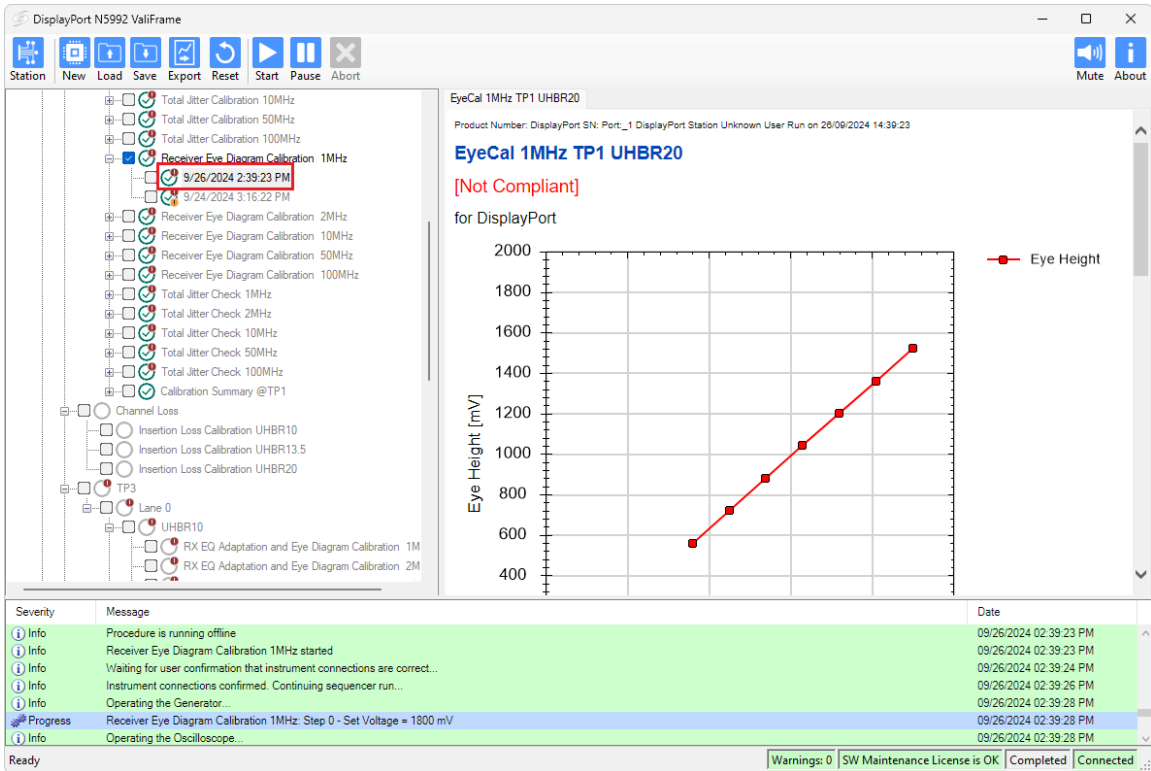 DisplayPort N5992 ValiFrame
Station New Load Save Export Reset Start Pause Abort Mute About
Total Jitter Calibration 10MHz
Total Jitter Calibration 50MHz
Total Jitter Calibration 100MHz
Receiver Eye Diagram Calibration 1MHz
9/26/2024 2:39:23 PM
9/24/2024 3:16:22 PM
Receiver Eye Diagram Calibration 2MHz
Receiver Eye Diagram Calibration 10MHz
Receiver Eye Diagram Calibration 50MHz
Receiver Eye Diagram Calibration 100MHz
Total Jitter Check 1MHz
Total Jitter Check 2MHz
Total Jitter Check 10MHz
Total Jitter Check 50MHz
Total Jitter Check 100MHz
Calibration Summary @TP1
Channel Loss
Insertion Loss Calibration UHBR10
Insertion Loss Calibration UHBR13.5
Insertion Loss Calibration UHBR20
TP3
Lane 0
UHBR10
RX EQ Adaptation and Eye Diagram Calibration 1M
RX EQ Adaptation and Eye Diagram Calibration 2M
EyeCal 1MHz TP1 UHBR20
Product Number: DisplayPort SN: Port:_1 DisplayPort Station Unknown User Run on 26/09/2024 14:39:23
EyeCal 1MHz TP1 UHBR20
[Not Compliant]
for DisplayPort
2000
1800
1600
1400
1200
1000
800
600
400
Eye Height [mV]
Eye Height
Severity Message Date
Info Procedure is running offline 09/26/2024 02:39:23 PM
Info Receiver Eye Diagram Calibration 1MHz started 09/26/2024 02:39:23 PM
Info Waiting for user confirmation that instrument connections are correct... 09/26/2024 02:39:24 PM
Info Instrument connections confirmed. Continuing sequencer run... 09/26/2024 02:39:26 PM
Info Operating the Generator... 09/26/2024 02:39:28 PM
Progress Receiver Eye Diagram Calibration 1MHz: Step 0 - Set Voltage = 1800 mV 09/26/2024 02:39:28 PM
Info Operating the Oscilloscope... 09/26/2024 02:39:28 PM
Ready Warnings: 0 SW Maintenance License is OK Completed Connected